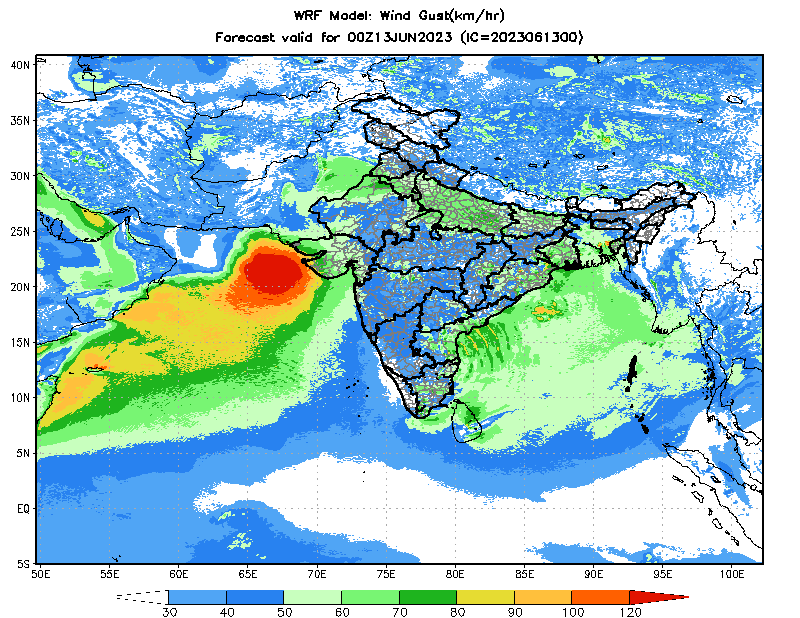 WRF Model: Wind Gust(km/hr)
Forecast valid for 00Z13JUN2023 (IC=2023061300)
40N
35N
30N
25N
20N
15N
10N
5N
EQ
5S
50E 55E 60E 65E 70E 75E 80E 85E 90E 95E 100E
30 40 50 60 70 80 90 100 120